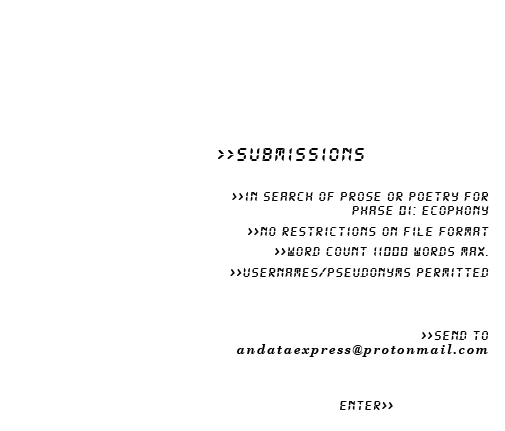 >>SUBMISSIONS
>>IN SEARCH OF PROSE OR POETRY FOR
PHASE 01: ECOPHONY
>>NO RESTRICTIONS ON FILE FORMAT
>>WORD COUNT 11000 WORDS MAX.
>>USERNAMES/PSEUDONYMS PERMITTED
>>SEND TO
andataexpress@protonmail.com
ENTER>>